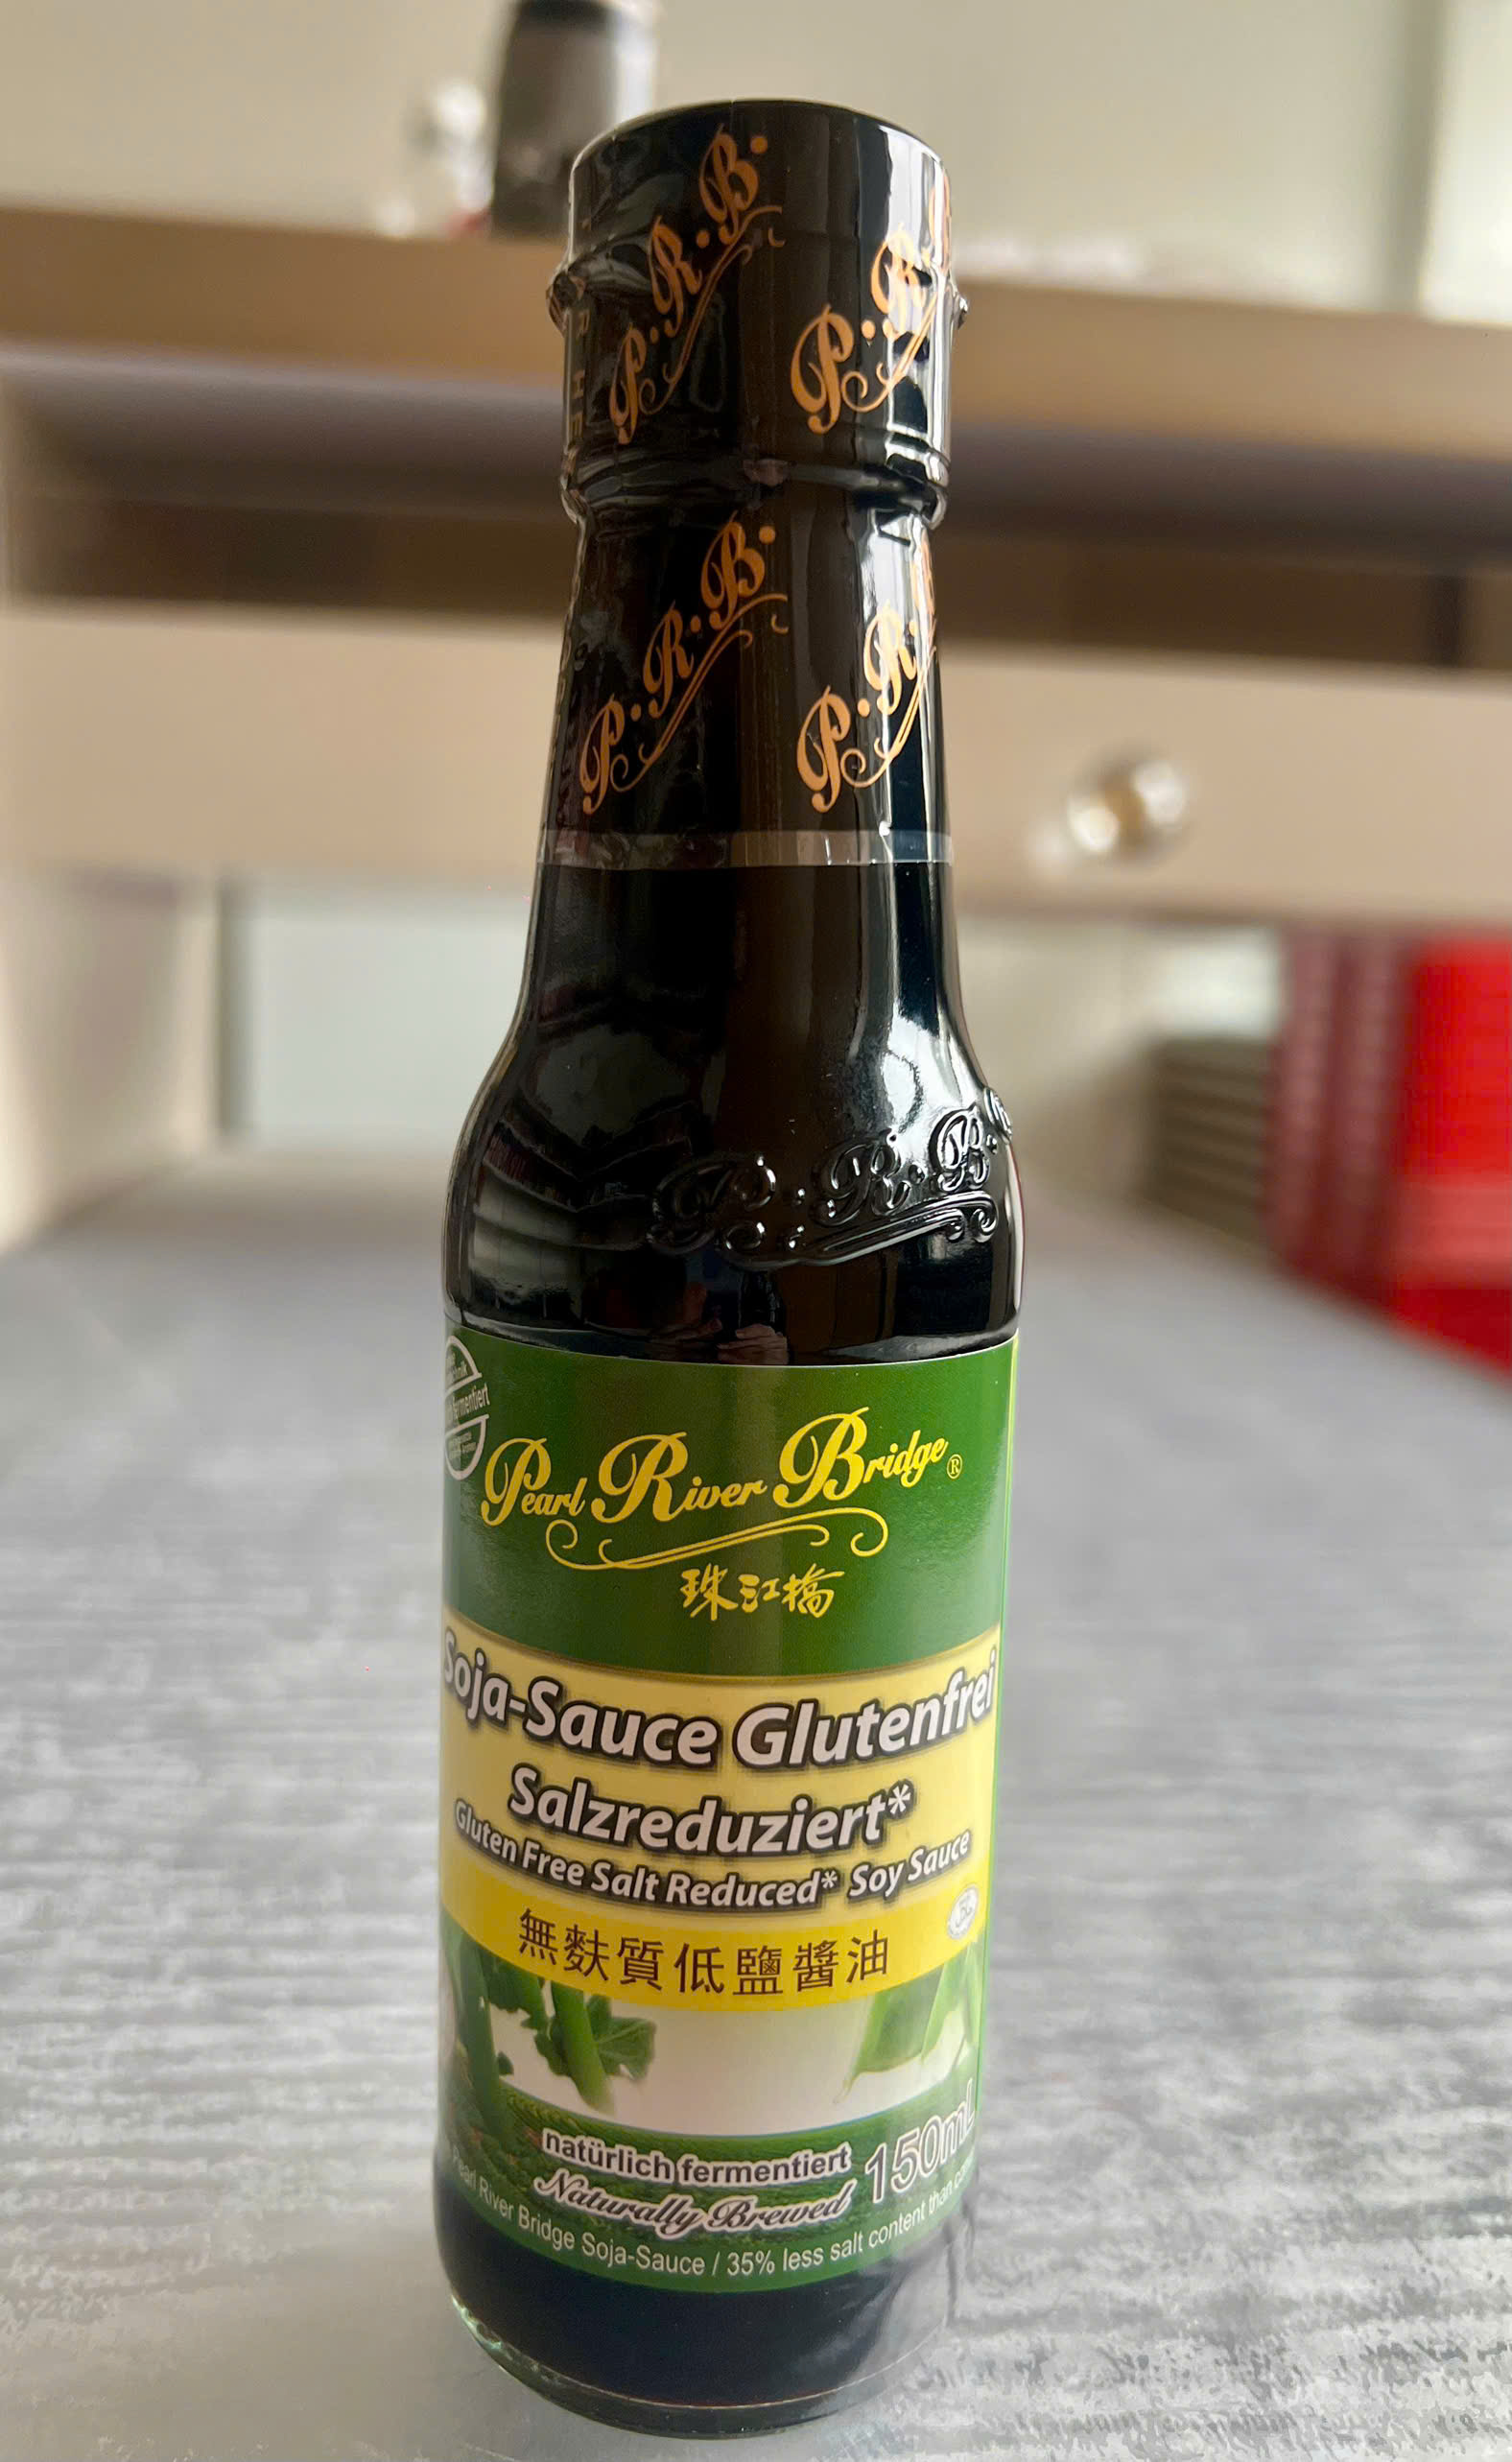 P.R.B.
P.R.B.
P.R.B.
P.R.
P.R.B.®
fermentiert
Pearl River Bridge®
珠江橋
Soja-Sauce Glutenfrei
Salzreduziert*
Gluten Free Salt Reduced* Soy Sauce
無麩質低鹽醬油
natürlich fermentiert
150mL
Naturally Brewed
Pearl River Bridge Soja-Sauce / 35% less salt content than